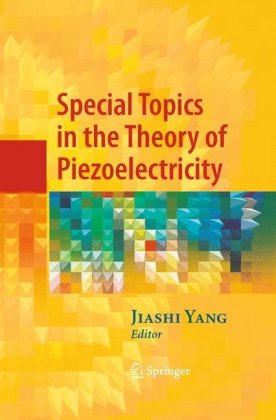 Special Topics
in the Theory of
Piezoelectricity
JIASHI YANG
Editor
Springer